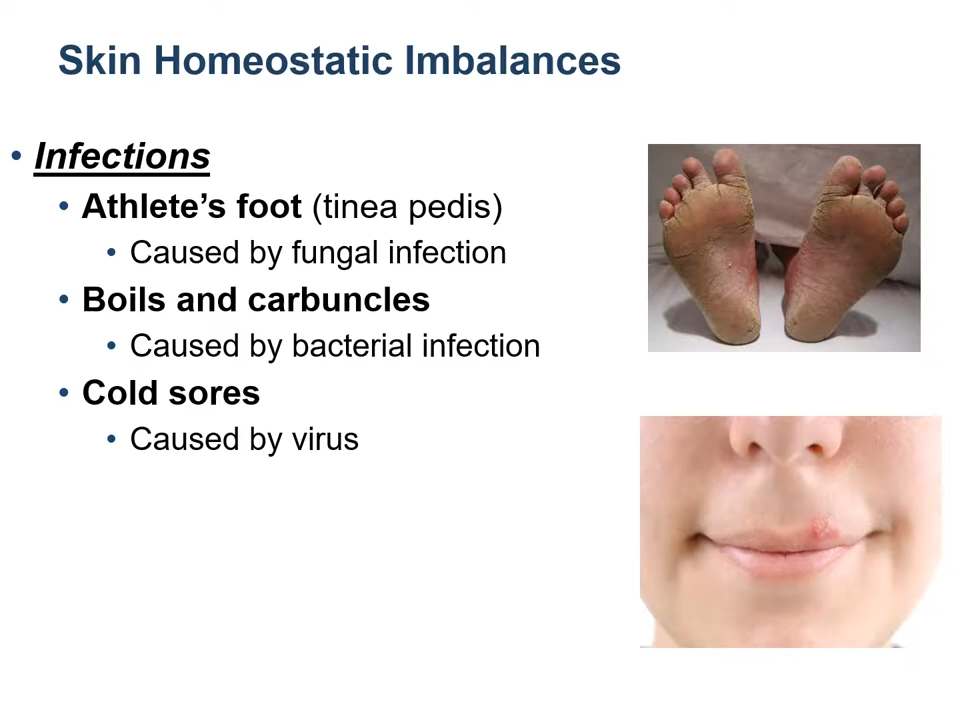 Skin Homeostatic Imbalances
• Infections
• Athlete’s foot (tinea pedis)
• Caused by fungal infection
• Boils and carbuncles
• Caused by bacterial infection
• Cold sores
• Caused by virus